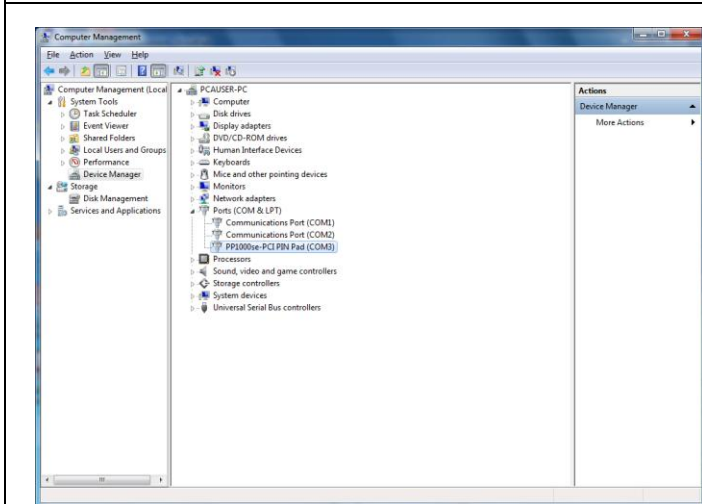 Computer Management
File Action View Help
Computer Management (Local
System Tools
Task Scheduler
Event Viewer
Shared Folders
Local Users and Groups
Performance
Device Manager
Storage
Disk Management
Services and Applications
PCAUSER-PC
Computer
Disk drives
Display adapters
DVD/CD-ROM drives
Human Interface Devices
Keyboards
Mice and other pointing devices
Monitors
Network adapters
Ports (COM & LPT)
Communications Port (COM1)
Communications Port (COM2)
PP1000se-PCI PIN Pad (COM3)
Processors
Sound, video and game controllers
Storage controllers
System devices
Universal Serial Bus controllers
Actions
Device Manager
More Actions